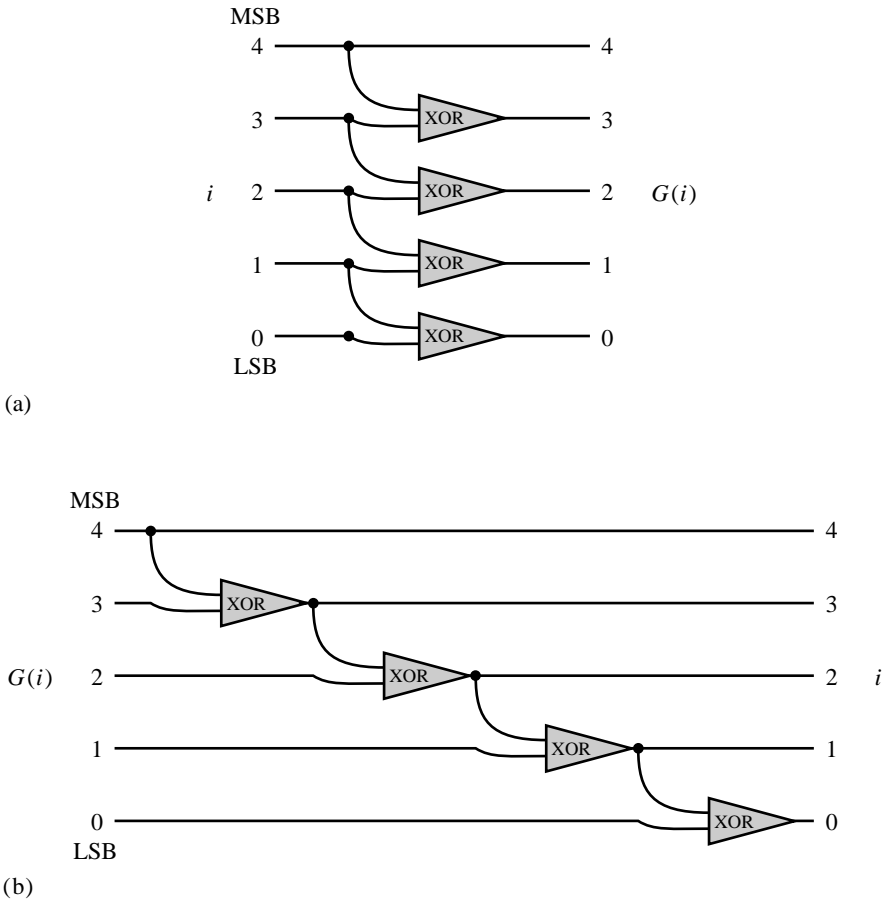 MSB
4 4
3 XOR 3
i 2 XOR 2 G(i)
1 XOR 1
0 XOR 0
LSB
(a)
MSB
4 4
3 XOR 3
G(i) 2 XOR 2 i
1 XOR 1
0 XOR 0
LSB
(b)